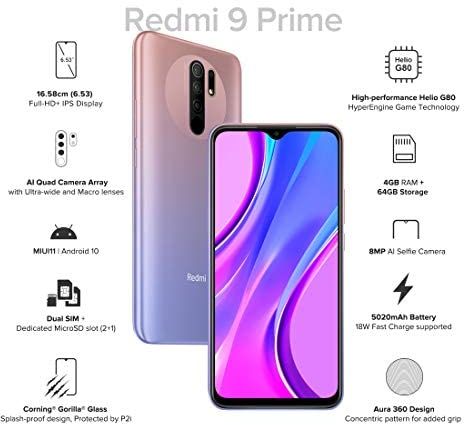 Redmi 9 Prime
6.53"
16.58cm (6.53)
Full-HD+ IPS Display
AI Quad Camera Array
with Ultra-wide and Macro lenses
MIUI11 | Android 10
Dual SIM +
Dedicated MicroSD slot (2+1)
Corning® Gorilla® Glass
Splash-proof design, Protected by P2i
Redmi
Helio
G80
High-performance Helio G80
HyperEngine Game Technology
4GB RAM +
64GB Storage
8MP AI Selfie Camera
5020mAh Battery
18W Fast Charge supported
Aura 360 Design
Concentric pattern for added grip